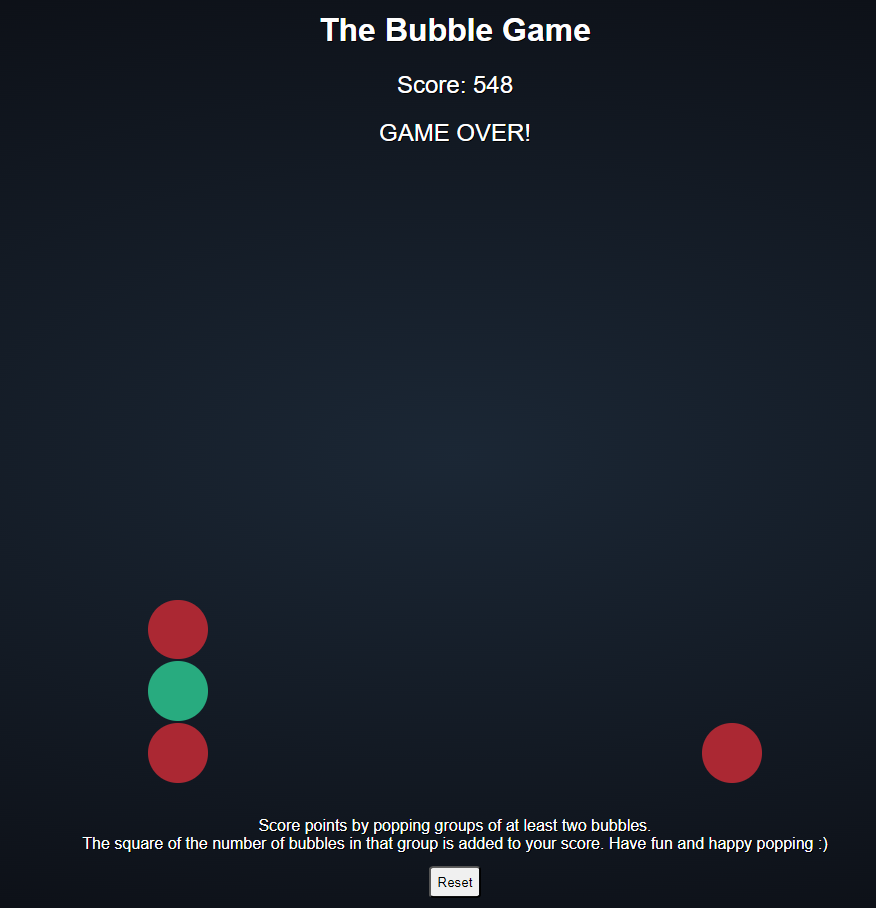 The Bubble Game
Score: 548
GAME OVER!
Score points by popping groups of at least two bubbles.
The square of the number of bubbles in that group is added to your score. Have fun and happy popping :)
Reset